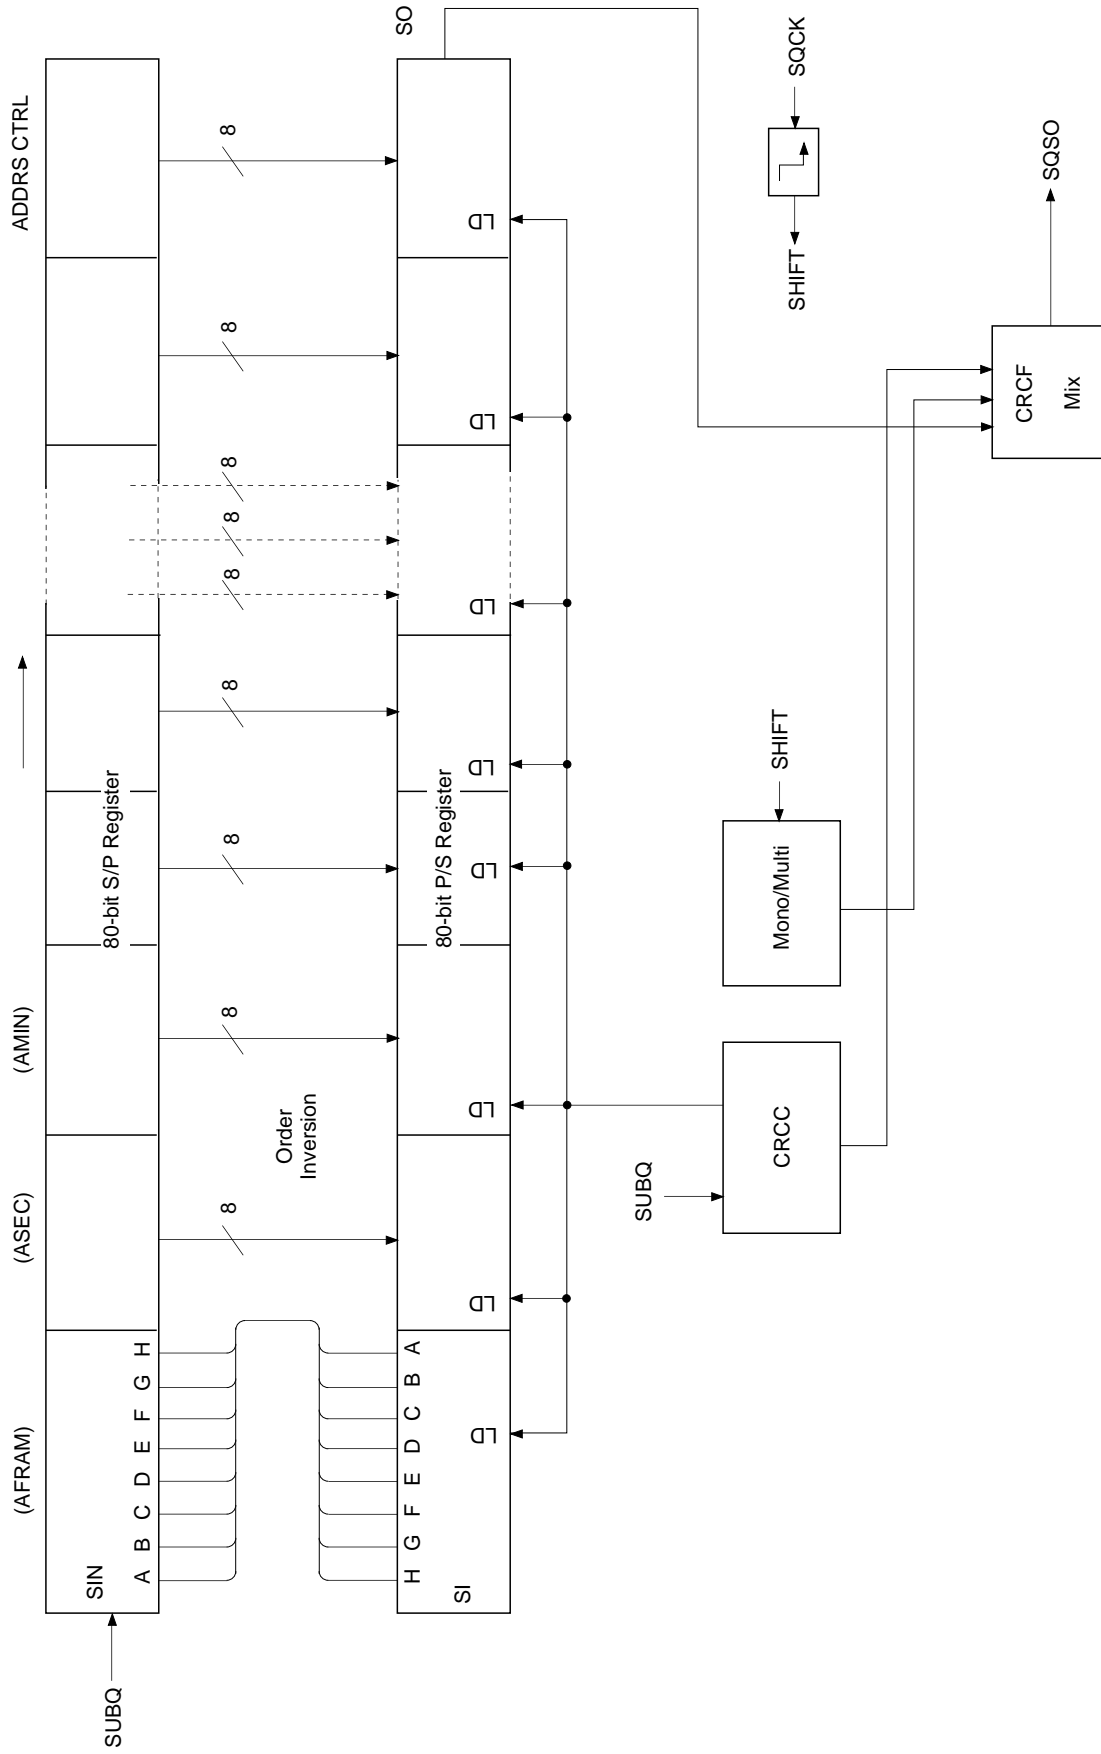 (AFRAM)
(ASEC)
(AMIN)
ADDRS CTRL
SUBQ
SIN
A B C D E F G H
80-bit S/P Register
8
8
8
8
8
8
8
8
8
Order
Inversion
H G F E D C B A
SI
80-bit P/S Register
SO
LD
LD
LD
LD
LD
LD
LD
LD
SUBQ
CRCC
Mono/Multi
SHIFT
SHIFT
SQCK
CRCF
Mix
SQSO